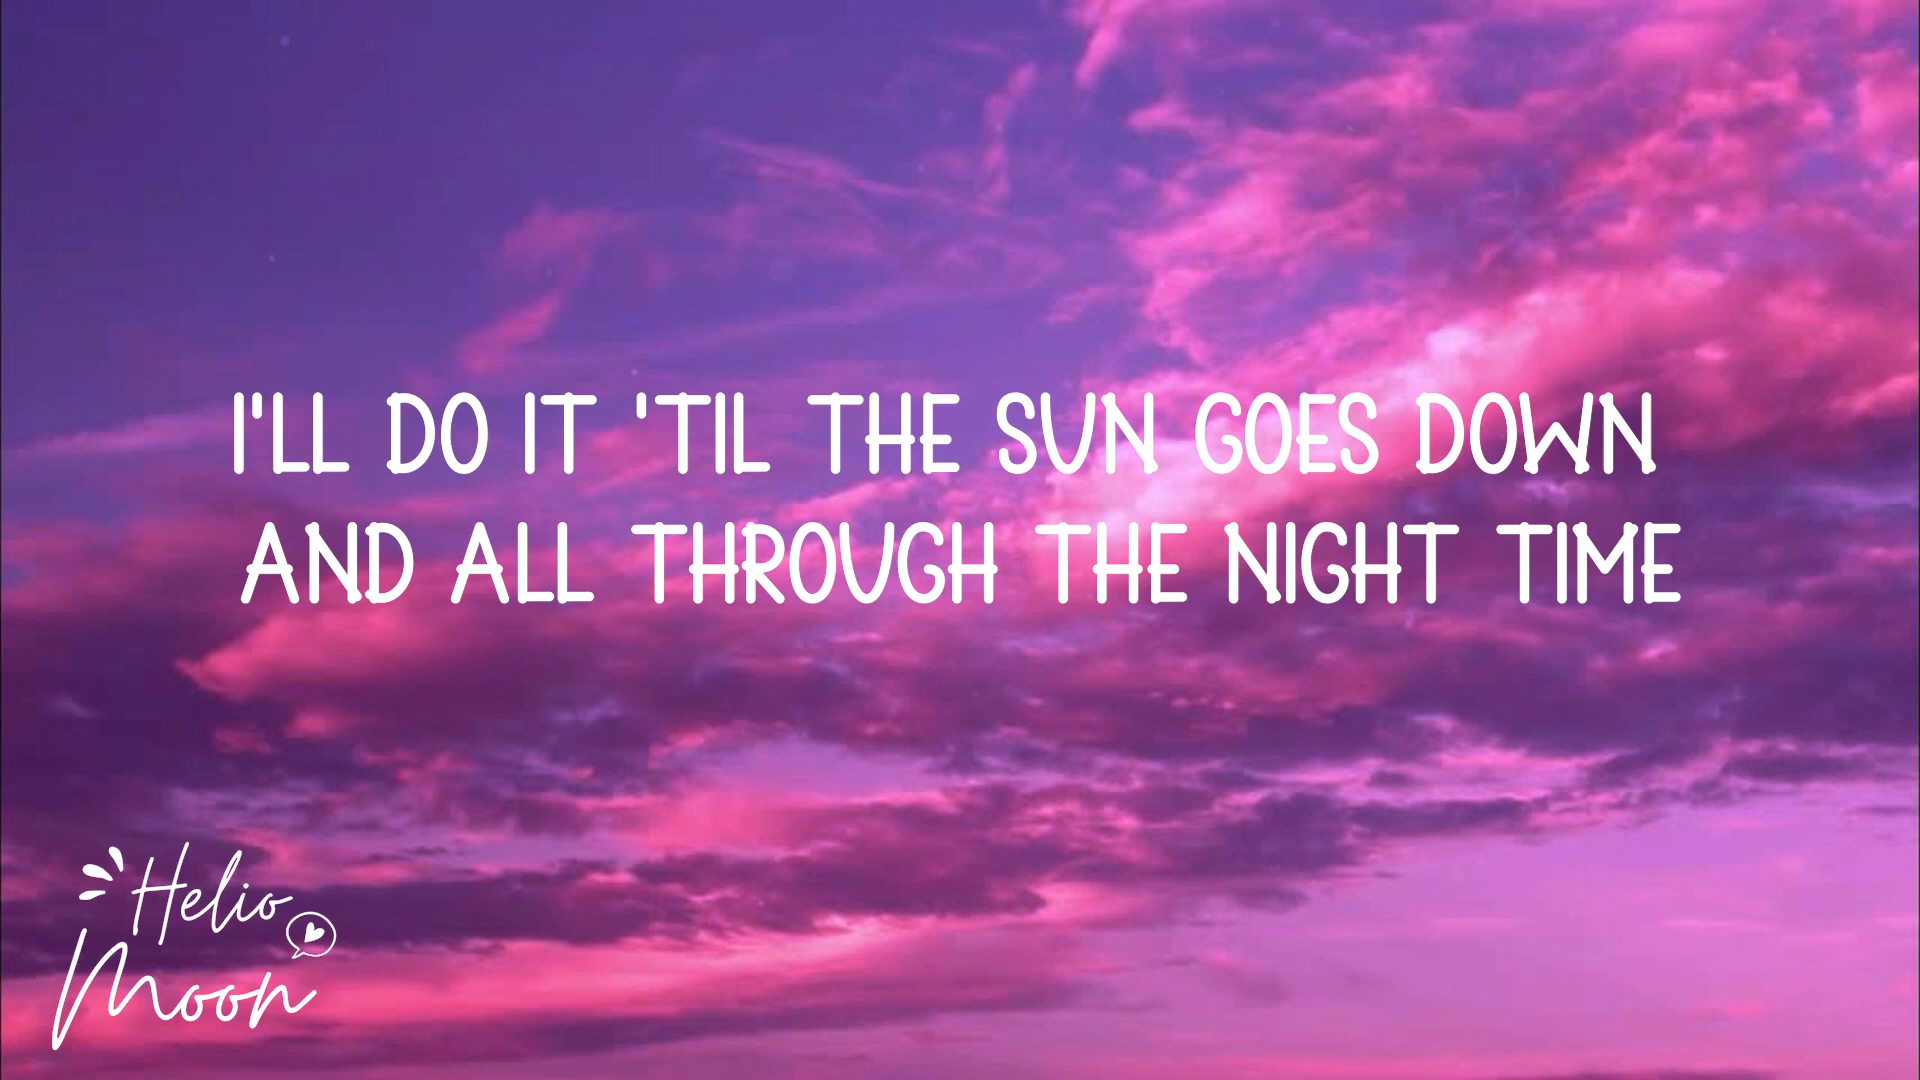 I'LL DO IT 'TIL THE SUN GOES DOWN
AND ALL THROUGH THE NIGHT TIME
Helio
Moon